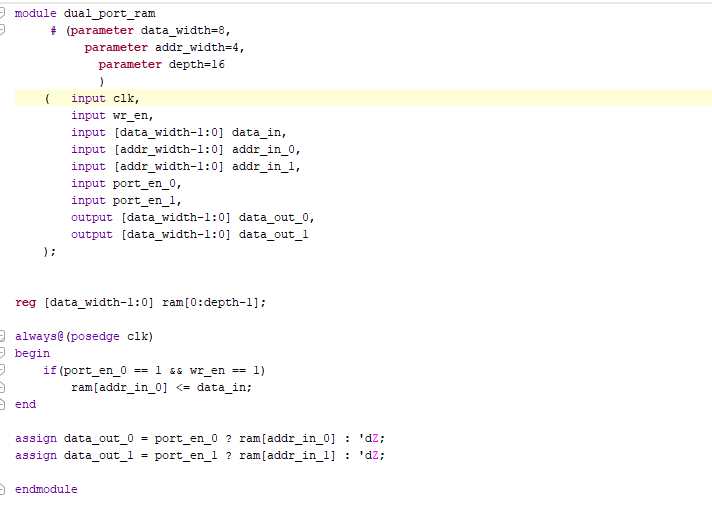 module dual_port_ram
# (parameter data_width=8,
parameter addr_width=4,
parameter depth=16
)
( input clk,
input wr_en,
input [data_width-1:0] data_in,
input [addr_width-1:0] addr_in_0,
input [addr_width-1:0] addr_in_1,
input port_en_0,
input port_en_1,
output [data_width-1:0] data_out_0,
output [data_width-1:0] data_out_1
);
reg [data_width-1:0] ram[0:depth-1];
always@(posedge clk)
begin
if(port_en_0 == 1 && wr_en == 1)
ram[addr_in_0] <= data_in;
end
assign data_out_0 = port_en_0 ? ram[addr_in_0] : 'dZ;
assign data_out_1 = port_en_1 ? ram[addr_in_1] : 'dZ;
endmodule